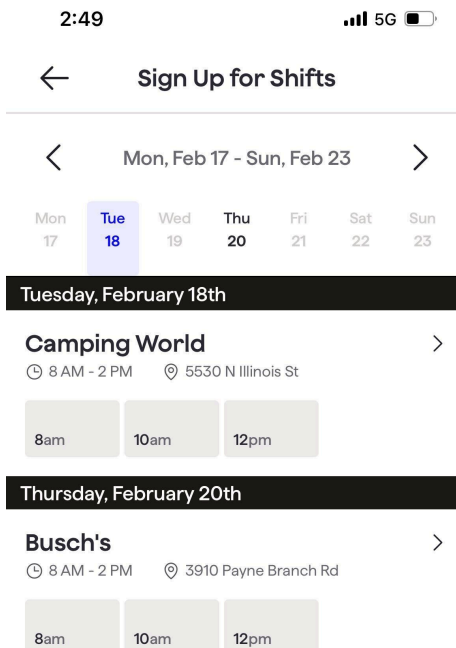 2:49 5G
Sign Up for Shifts
Mon, Feb 17 - Sun, Feb 23
Mon Tue Wed Thu Fri Sat Sun
17 18 19 20 21 22 23
Tuesday, February 18th
Camping World
8 AM - 2 PM 5530 N Illinois St
8am 10am 12pm
Thursday, February 20th
Busch's
8 AM - 2 PM 3910 Payne Branch Rd
8am 10am 12pm